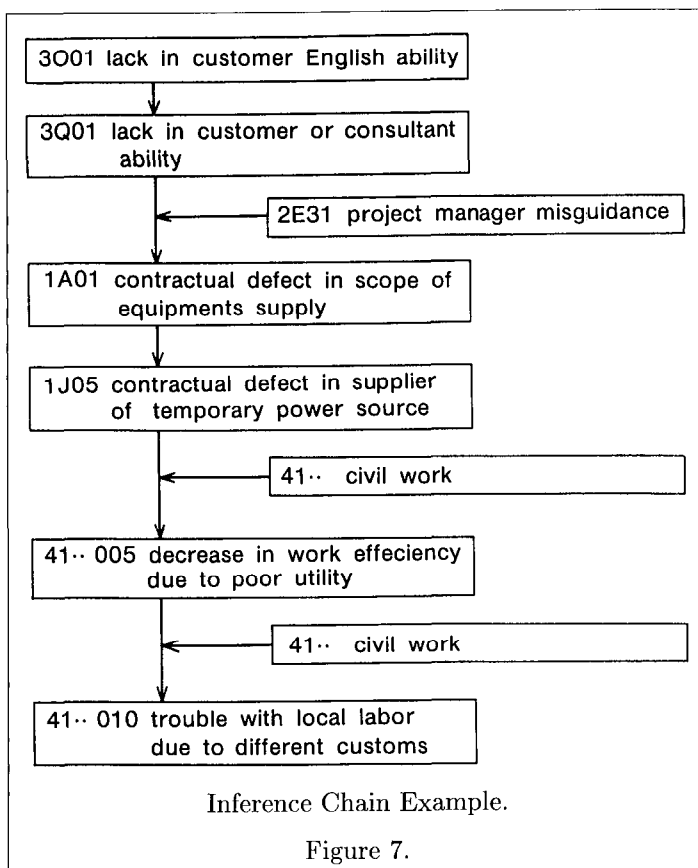 3O01 lack in customer English ability
3Q01 lack in customer or consultant
ability
2E31 project manager misguidance
1A01 contractual defect in scope of
equipments supply
1J05 contractual defect in supplier
of temporary power source
41·· civil work
41·· 005 decrease in work effeciency
due to poor utility
41·· civil work
41·· 010 trouble with local labor
due to different customs
Inference Chain Example.
Figure 7.